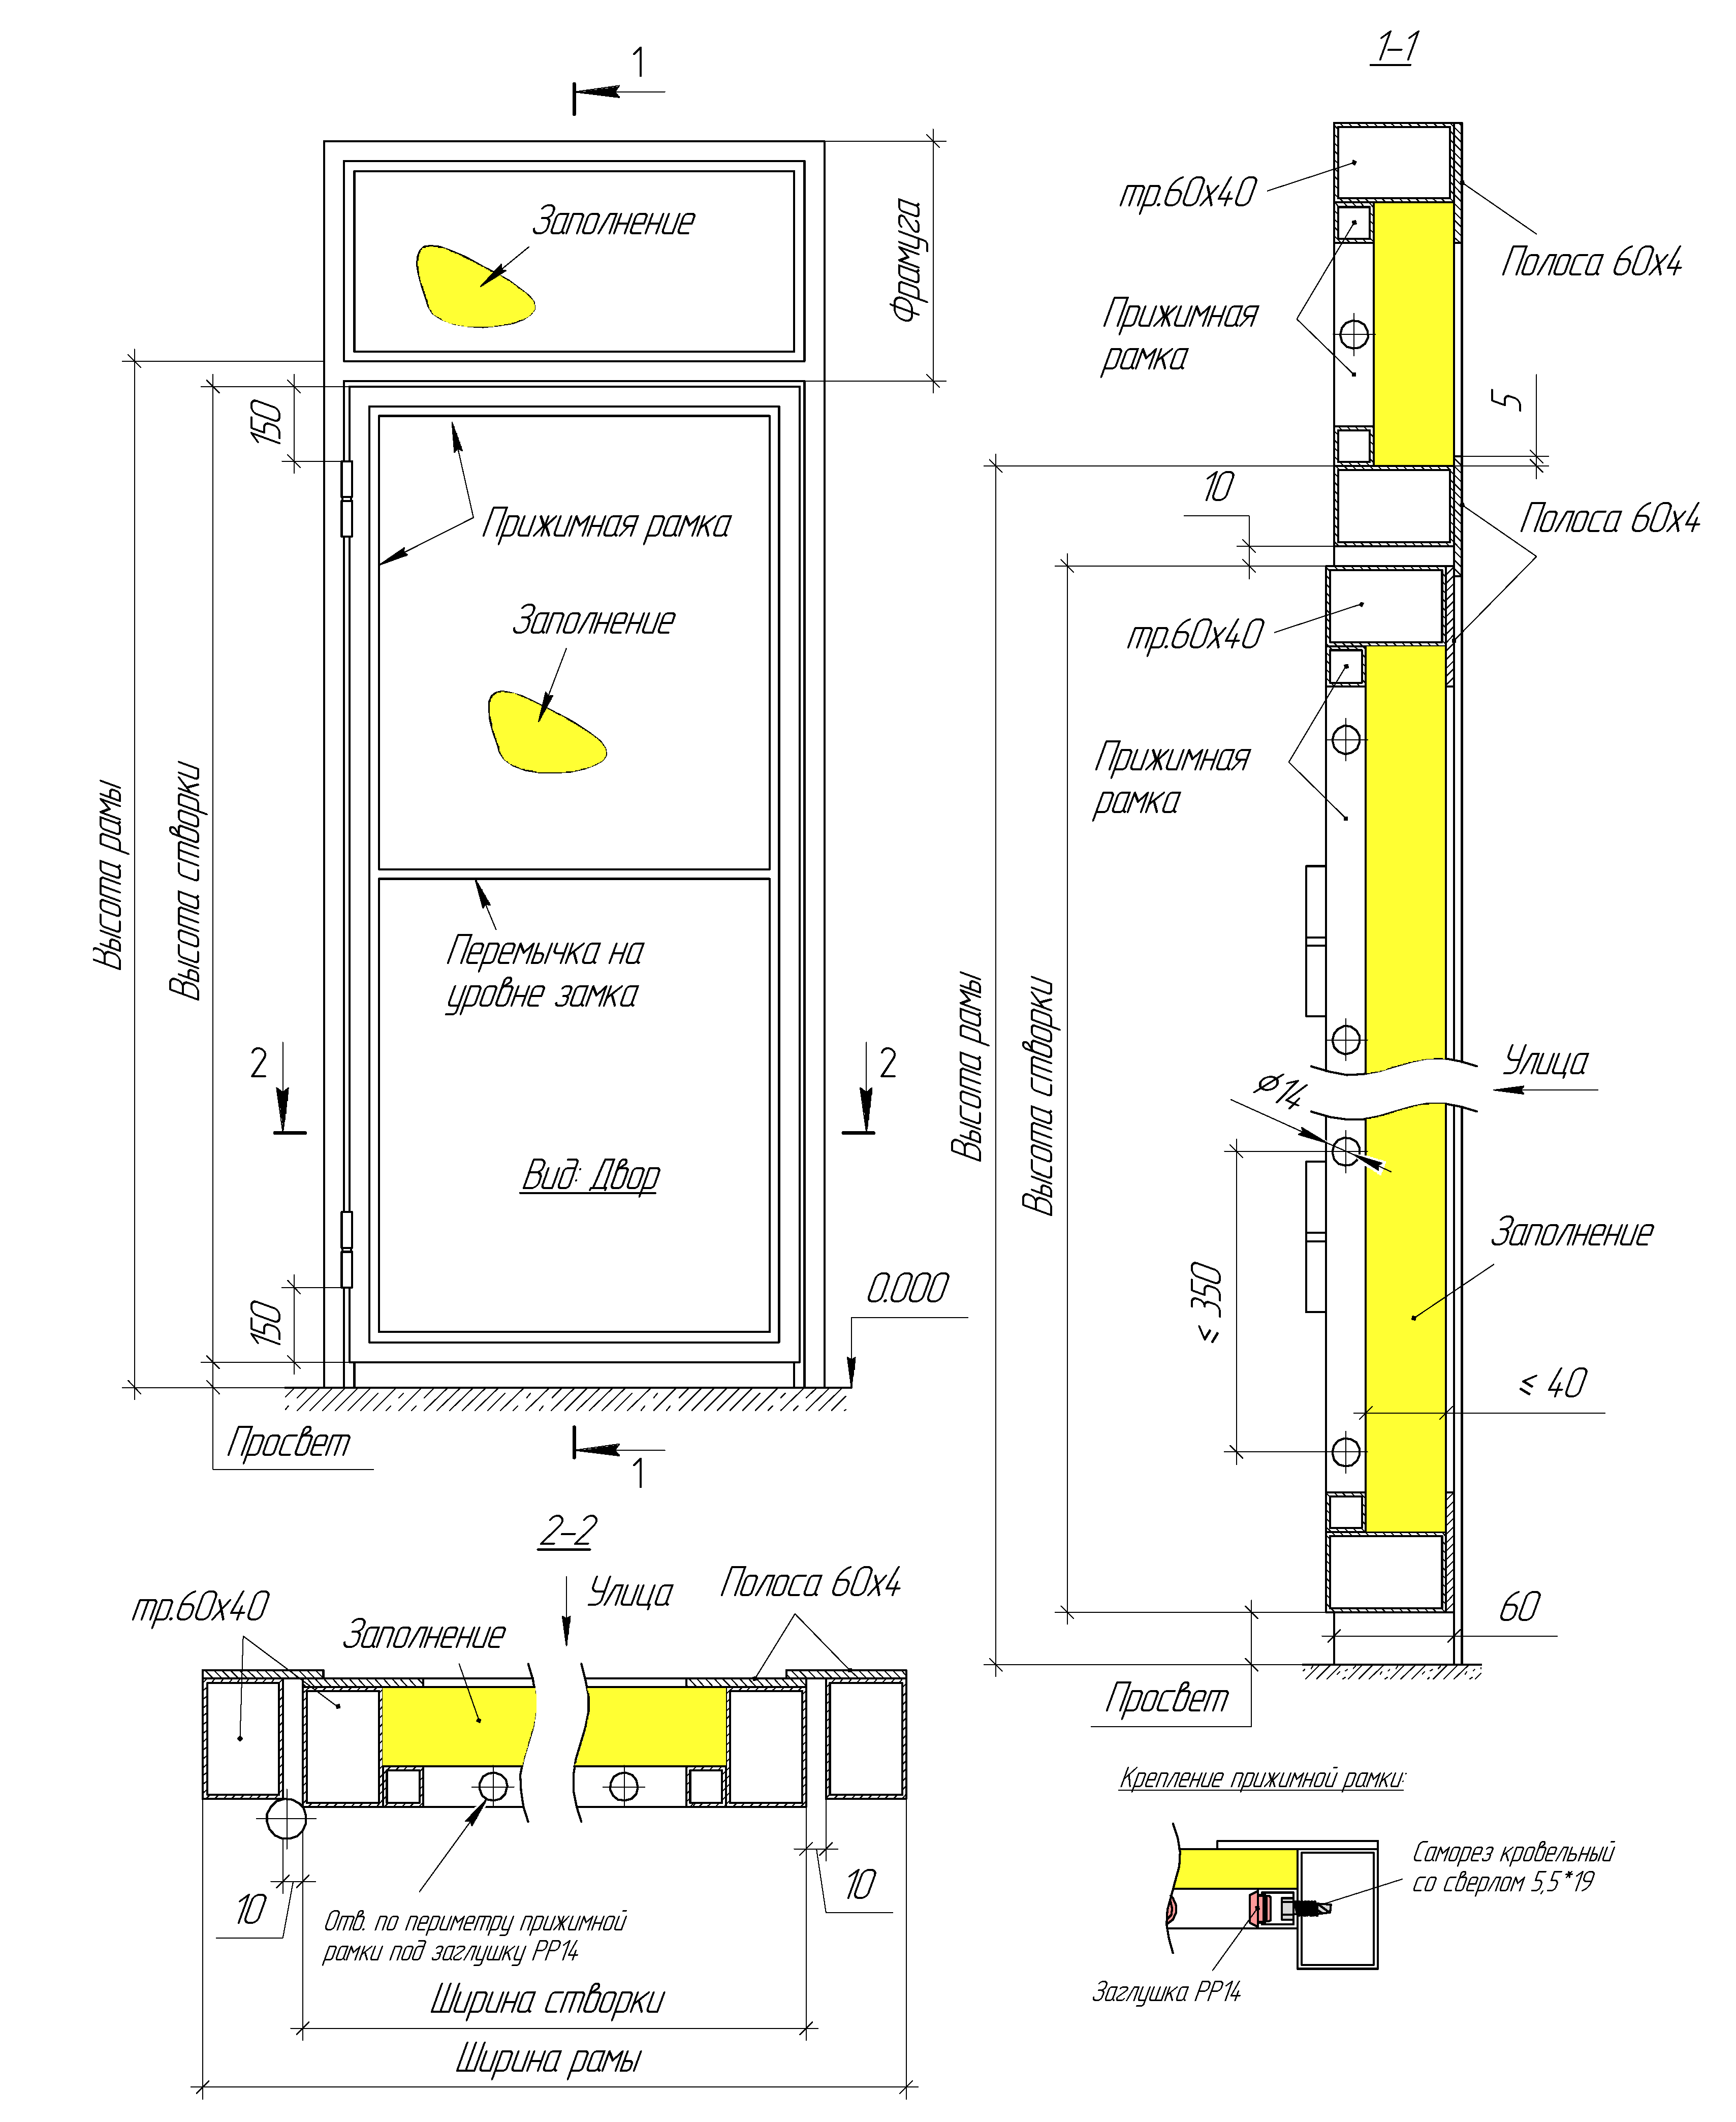 1
Заполнение
Фрамуга
150
Прижимная рамка
Заполнение
Высота рамы
Высота створки
Перемычка на
уровне замка
2
2
Вид: Двор
150
0.000
Просвет
1
1-1
тр.60х40
Полоса 60х4
Прижимная
рамка
5
10
Полоса 60х4
тр.60х40
Прижимная
рамка
Высота рамы
Высота створки
Улица
⌀14
Заполнение
≤ 350
≤ 40
60
Просвет
2-2
тр.60х40
Улица
Полоса 60х4
Заполнение
10
10
Отв. по периметру прижимной
рамки под заглушку РР14
Ширина створки
Ширина рамы
Крепление прижимной рамки:
Саморез кровельный
со сверлом 5,5*19
Заглушка РР14